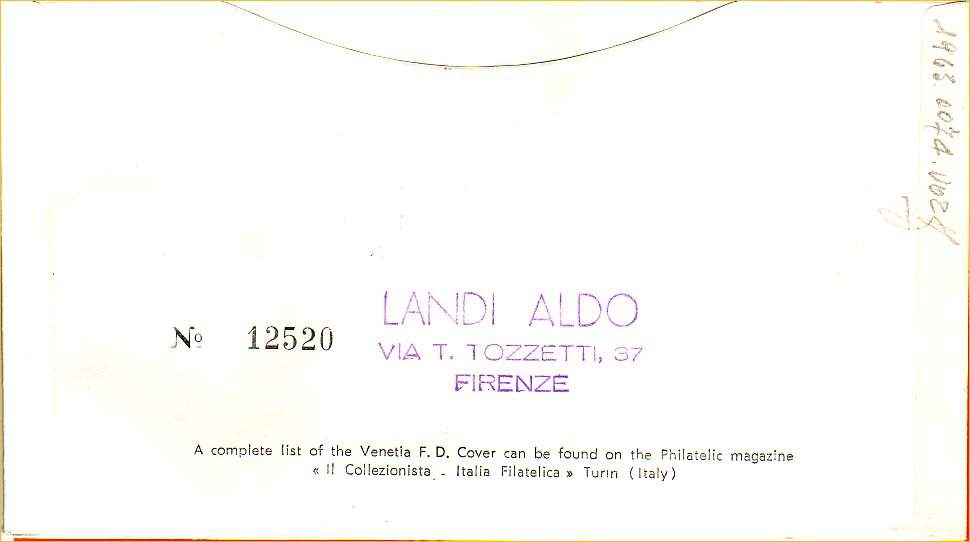 Nº 12520
LANDI ALDO
VIA T. TOZZETTI, 37
FIRENZE
A complete list of the Venetia F. D. Cover can be found on the Philatelic magazine
« Il Collezionista - Italia Filatelica » Turin (Italy)